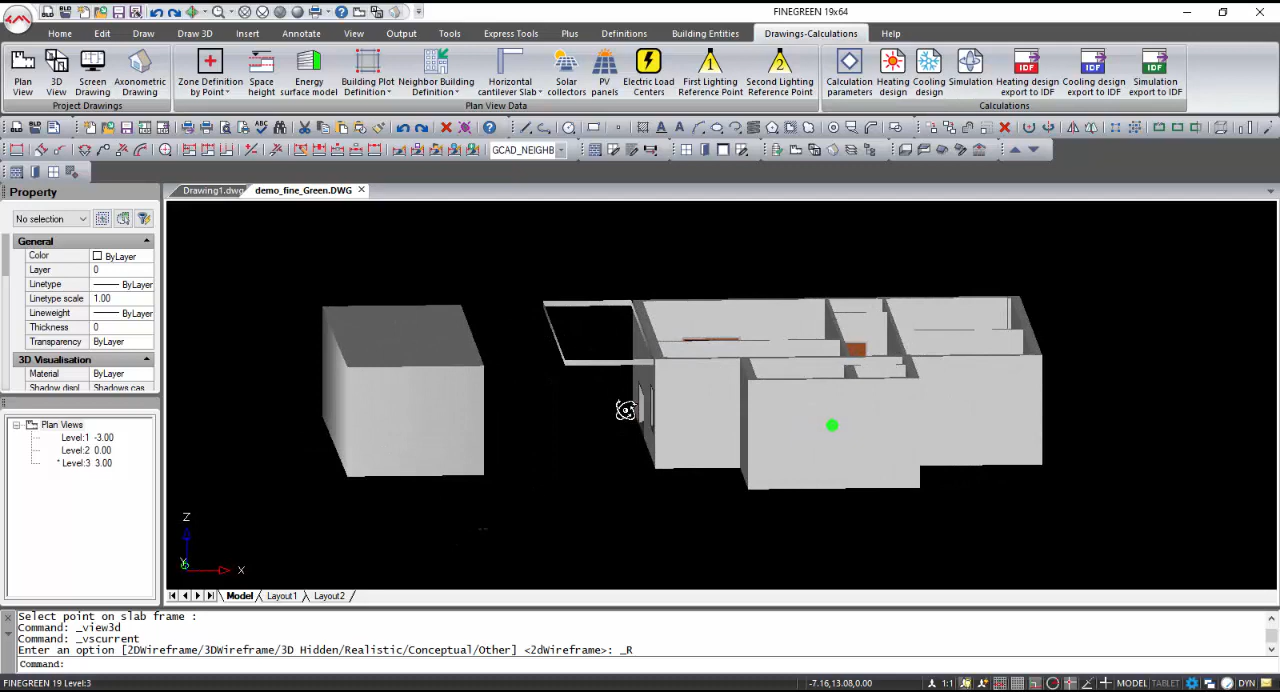 FINEGREEN 19x64
Home Edit Draw Draw 3D Insert Annotate View Output Tools Express Tools Plus Definitions Building Entities Drawings-Calculations Help
Plan View
3D View
Screen Drawing
Axonometric Drawing
Project Drawings
Zone Definition by Point
Space height
Energy surface model
Building Plot Definition
Neighbor Building Definition
Horizontal cantilever Slab
Solar collectors
PV panels
Electric Load Centers
First Lighting Reference Point
Second Lighting Reference Point
Plan View Data
Calculation parameters
Heating design
Cooling design
Simulation
Heating design export to IDF
Cooling design export to IDF
Simulation export to IDF
Calculations
GCAD_NEIGHB
Property
Drawing1.dwg
demo_fine_Green.DWG
No selection
General
Color ByLayer
Layer 0
Linetype ByLayer
Linetype scale 1.00
Lineweight ByLayer
Thickness 0
Transparency ByLayer
3D Visualisation
Material ByLayer
Shadow displ Shadows cas
Plan Views
Level:1 -3.00
Level:2 0.00
* Level:3 3.00
Z
Y
X
Model Layout1 Layout2
Select point on slab frame :
Command: _view3d
Command: _vscurrent
Enter an option [2DWireframe/3DWireframe/3D Hidden/Realistic/Conceptual/Other] <2dWireframe>: _R
Command:
FINEGREEN 19 Level:3
-7.16,13.08,0.00
1:1
MODEL
TABLET
DYN